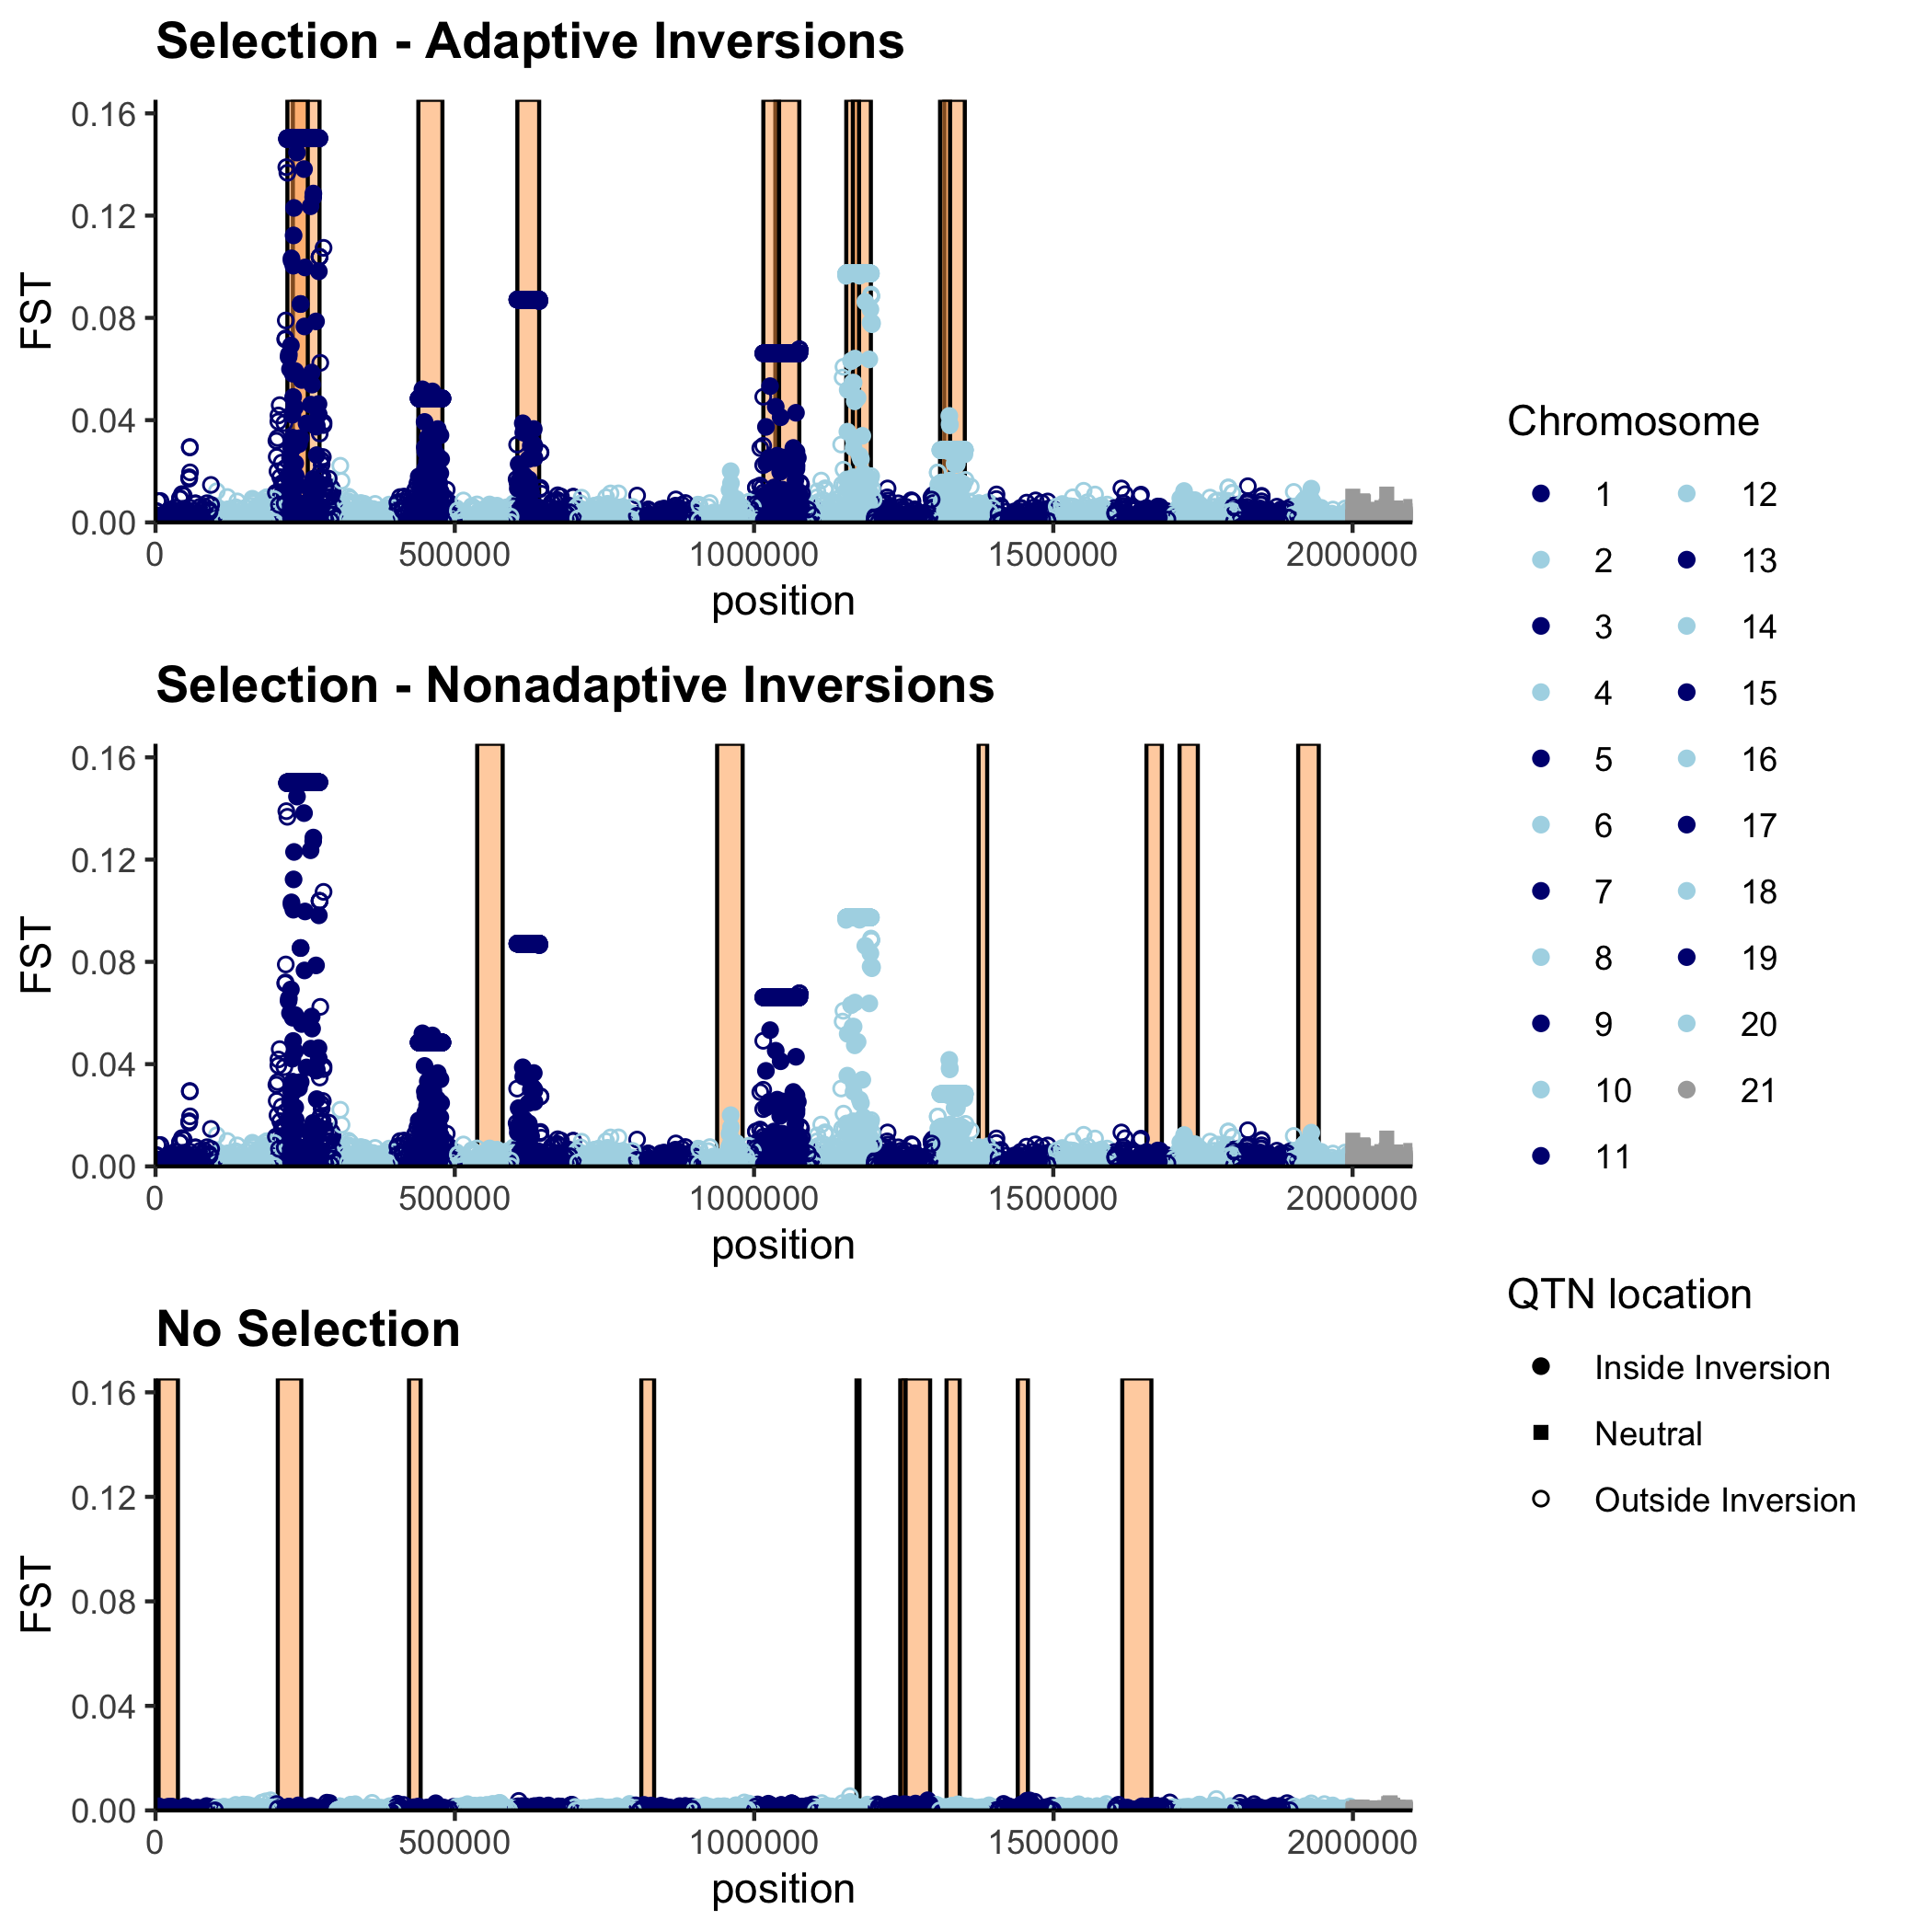 Selection - Adaptive Inversions
FST
0.16
0.12
0.08
0.04
0.00
0 500000 1000000 1500000 2000000
position
Selection - Nonadaptive Inversions
FST
0.16
0.12
0.08
0.04
0.00
0 500000 1000000 1500000 2000000
position
No Selection
FST
0.16
0.12
0.08
0.04
0.00
0 500000 1000000 1500000 2000000
position
Chromosome
1 12
2 13
3 14
4 15
5 16
6 17
7 18
8 19
9 20
10 21
11
QTN location
Inside Inversion
Neutral
Outside Inversion